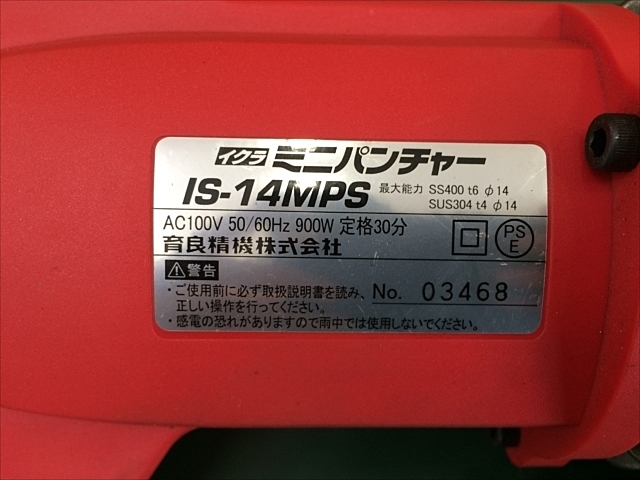 イクラ ミニパンチャー
IS-14MPS 最大能力 SS400 t6 φ14
SUS304 t4 φ14
AC100V 50/60Hz 900W 定格30分
育良精機株式会社
PS
E
⚠警告
・ご使用前に必ず取扱説明書を読み、
正しい操作を行ってください。
No. 03468
・感電の恐れがありますので雨中では使用しないでください。